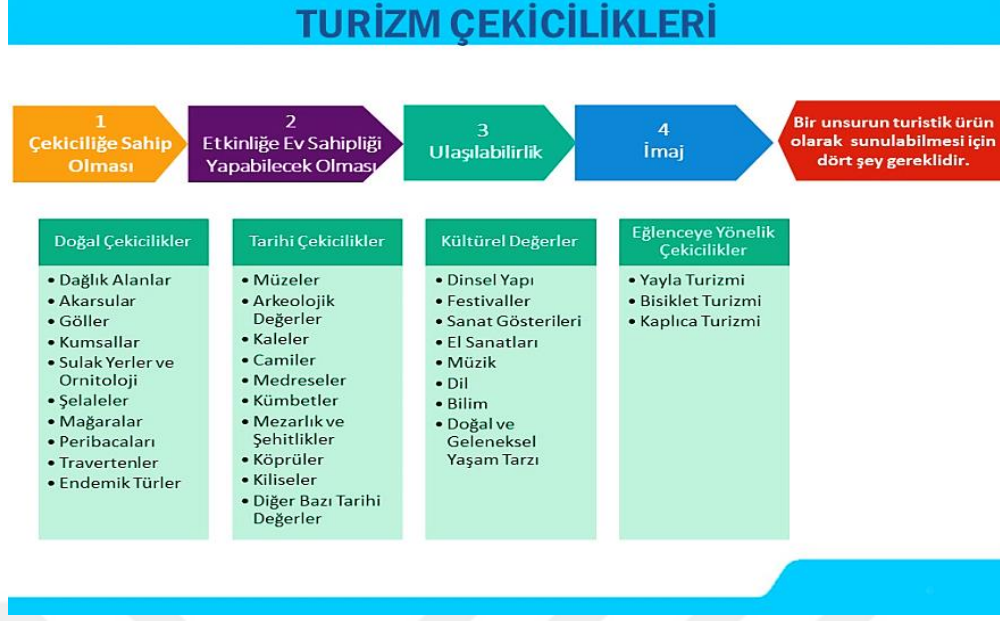 TURİZM ÇEKİCİLİKLERİ
1
Çekiciliğe Sahip
Olması
2
Etkinliğe Ev Sahipliği
Yapabilecek Olması
3
Ulaşılabilirlik
4
İmaj
Bir unsurun turistik ürün
olarak sunulabilmesi için
dört şey gereklidir.
Doğal Çekicilikler
• Dağlık Alanlar
• Akarsular
• Göller
• Kumsallar
• Sulak Yerler ve
Ornitoloji
• Şelaleler
• Mağaralar
• Peribacaları
• Travertenler
• Endemik Türler
Tarihi Çekicilikler
• Müzeler
• Arkeolojik
Değerler
• Kaleler
• Camiler
• Medreseler
• Kümbetler
• Mezarlık ve
Şehitlikler
• Köprüler
• Kiliseler
• Diğer Bazı Tarihi
Değerler
Kültürel Değerler
• Dinsel Yapı
• Festivaller
• Sanat Gösterileri
• El Sanatları
• Müzik
• Dil
• Bilim
• Doğal ve
Geleneksel
Yaşam Tarzı
Eğlenceye Yönelik
Çekicilikler
• Yayla Turizmi
• Bisiklet Turizmi
• Kaplıca Turizmi